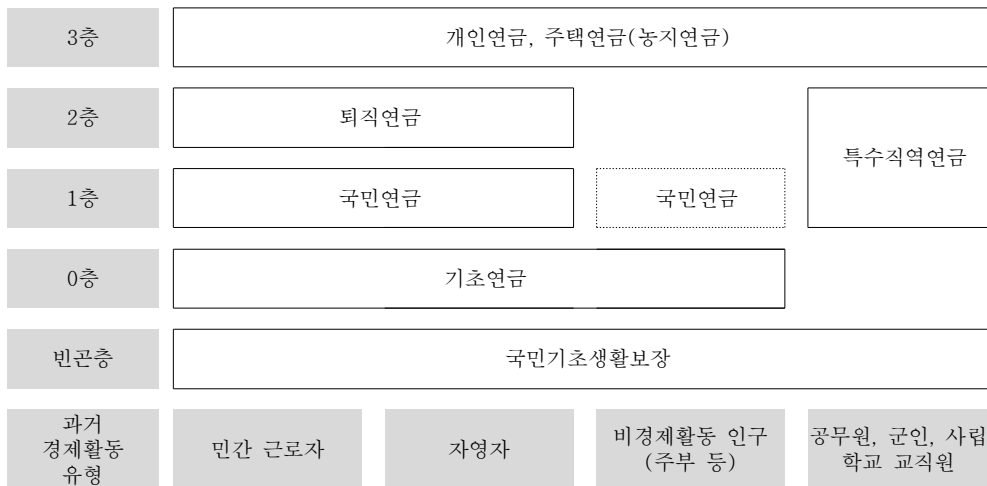 3층
개인연금, 주택연금(농지연금)
2층
퇴직연금
특수직역연금
1층
국민연금
국민연금
0층
기초연금
빈곤층
국민기초생활보장
과거
경제활동
유형
민간 근로자
자영자
비경제활동 인구
(주부 등)
공무원, 군인, 사립
학교 교직원